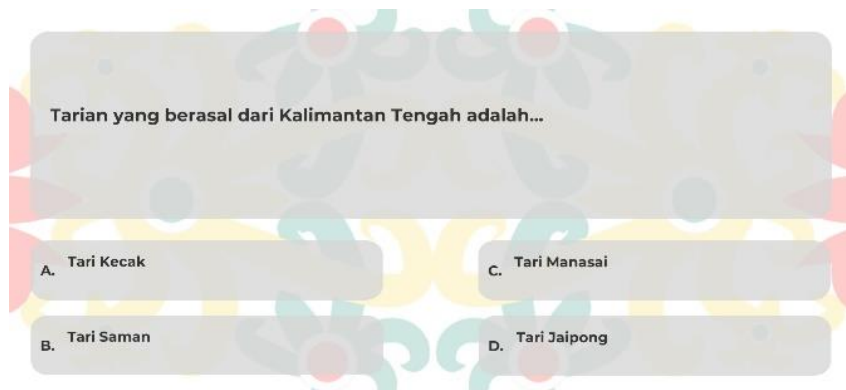 Tarian yang berasal dari Kalimantan Tengah adalah...
A. Tari Kecak
B. Tari Saman
C. Tari Manasai
D. Tari Jaipong